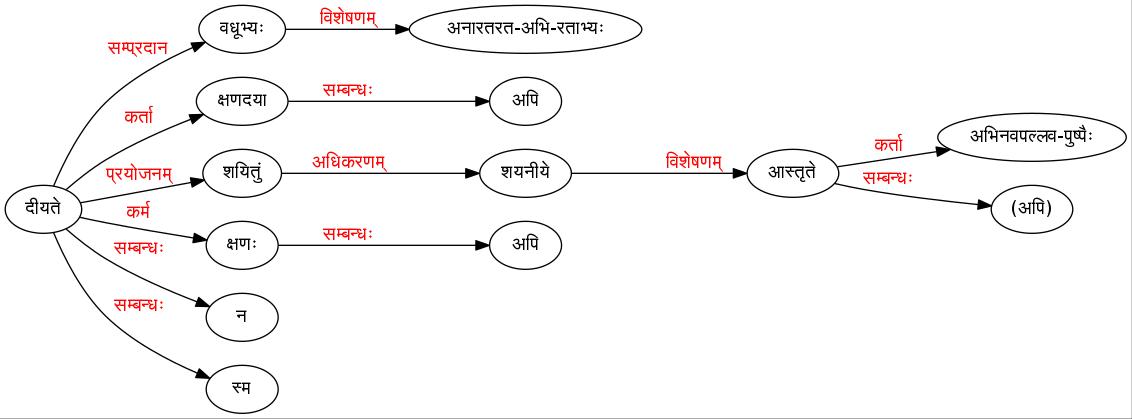 वधूभ्यः
विशेषणम्
अनारतरत-अभि-रताभ्यः
सम्प्रदान
क्षणदया
सम्बन्धः
अपि
कर्ता
अभिनवपल्लव-पुष्पैः
कर्ता
शयितुं
अधिकरणम्
शयनीये
विशेषणम्
आस्तृते
प्रयोजनम्
सम्बन्धः
(अपि)
दीयते
कर्म
क्षणः
सम्बन्धः
अपि
सम्बन्धः
न
सम्बन्धः
स्म